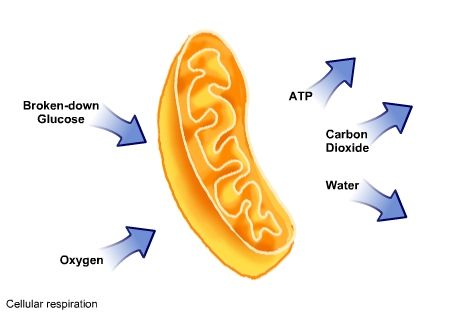 Broken-down
Glucose
Oxygen
ATP
Carbon
Dioxide
Water
Cellular respiration